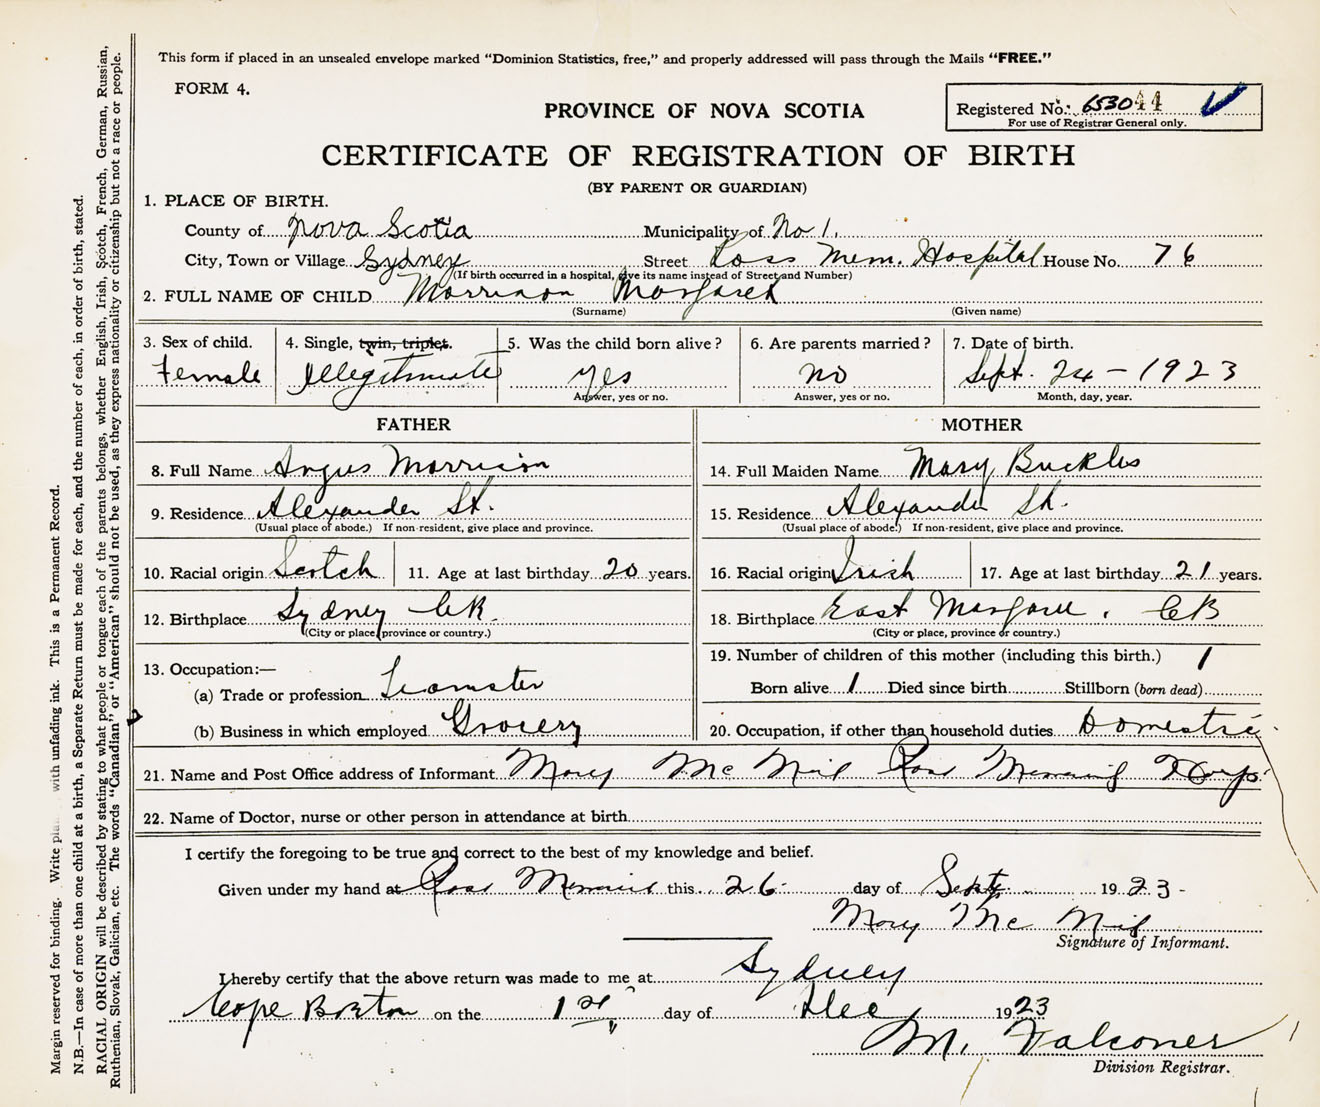 This form if placed in an unsealed envelope marked "Dominion Statistics, free," and properly addressed will pass through the Mails "FREE."
FORM 4.
PROVINCE OF NOVA SCOTIA
Registered No. 653044
For use of Registrar General only.
CERTIFICATE OF REGISTRATION OF BIRTH
(BY PARENT OR GUARDIAN)
1. PLACE OF BIRTH.
County of Nova Scotia Municipality of No 1.
City, Town or Village Sydney Street Ross Mem. Hospital House No. 76
(If birth occurred in a hospital, give its name instead of Street and Number)
2. FULL NAME OF CHILD Morrison Margaret
(Surname) (Given name)
3. Sex of child. 4. Single, twin, triplet. 5. Was the child born alive? 6. Are parents married? 7. Date of birth.
Female Illegitimate yes no Sept. 24 - 1923
Answer, yes or no. Answer, yes or no. Month, day, year.
FATHER MOTHER
8. Full Name Angus Morrison 14. Full Maiden Name Mary Buckles
9. Residence Alexander St. 15. Residence Alexander St.
(Usual place of abode.) If non-resident, give place and province. (Usual place of abode.) If non-resident, give place and province.
10. Racial origin Scotch 11. Age at last birthday 20 years. 16. Racial origin Irish 17. Age at last birthday 21 years.
12. Birthplace Sydney CB. 18. Birthplace East Margaree. CB
(City or place, province or country.) (City or place, province or country.)
13. Occupation:— 19. Number of children of this mother (including this birth.) 1
(a) Trade or profession Teamster Born alive 1 Died since birth Stillborn (born dead)
(b) Business in which employed Grocery 20. Occupation, if other than household duties Domestic
21. Name and Post Office address of Informant Mary Mc Neil Ross Memorial Hosp.
22. Name of Doctor, nurse or other person in attendance at birth
I certify the foregoing to be true and correct to the best of my knowledge and belief.
Given under my hand at Ross Memorial this 26 day of Sept. 1923 -
Mary Mc Neil
Signature of Informant.
I hereby certify that the above return was made to me at Sydney
Cope Breton on the 1st day of Dec 1923
M. Falconer
Division Registrar.
Margin reserved for binding. Write with unfading ink. This is a Permanent Record.
N.B.—In case of more than one child at a birth, a Separate Return must be made for each, and the number of each, in order of birth, stated.
RACIAL ORIGIN will be described by stating to what people or tongue each of the parents belongs, whether English, Irish, Scotch, French, German, Russian,
Ruthenian, Slovak, Galician, etc. The words "Canadian" or "American" should not be used, as they express nationality or citizenship but not a race or people.